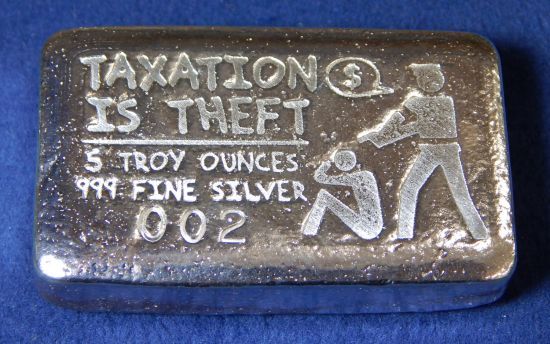 TAXATION
$
IS THEFT
5 TROY OUNCES
999 FINE SILVER
002